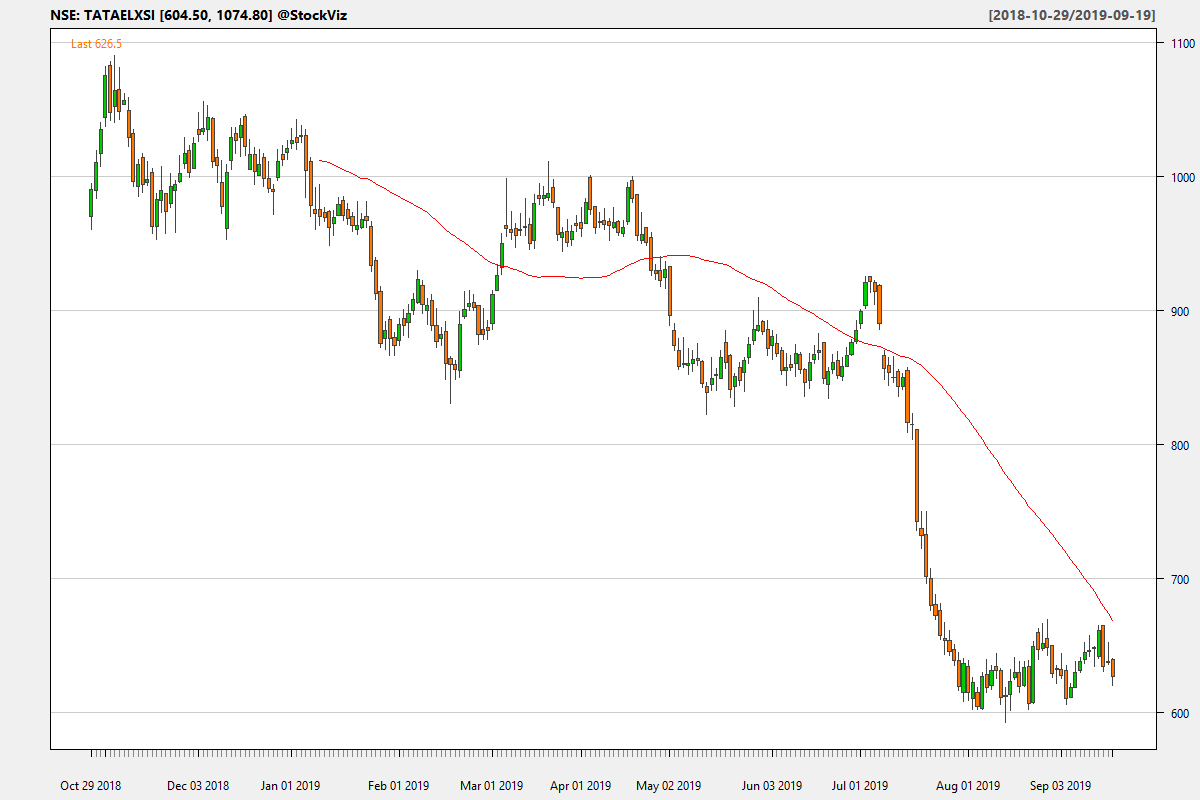 NSE: TATAELXSI [604.50, 1074.80] @StockViz
[2018-10-29/2019-09-19]
Last 626.5
1100
1000
900
800
700
600
Oct 29 2018 Dec 03 2018 Jan 01 2019 Feb 01 2019 Mar 01 2019 Apr 01 2019 May 02 2019 Jun 03 2019 Jul 01 2019 Aug 01 2019 Sep 03 2019